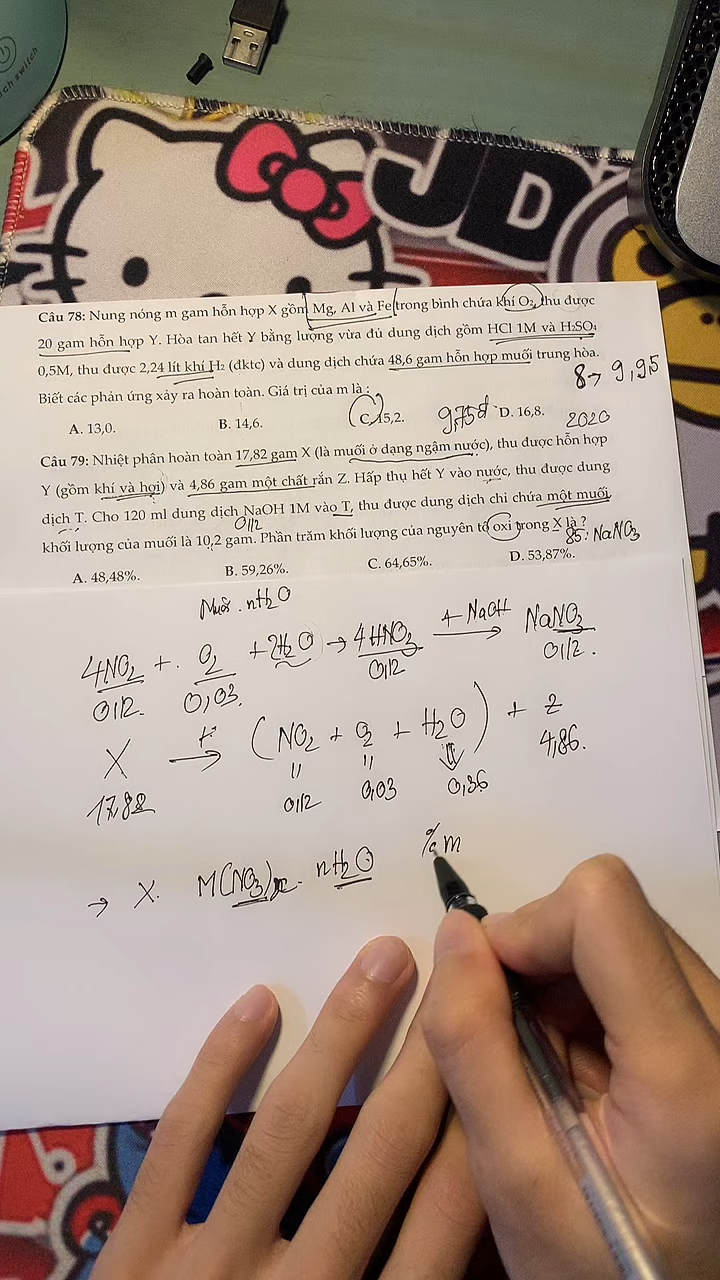 JD
Câu 78: Nung nóng m gam hỗn hợp X gồm Mg, Al và Fe trong bình chứa khí O₂, thu được
20 gam hỗn hợp Y. Hòa tan hết Y bằng lượng vừa đủ dung dịch gồm HCl 1M và H₂SO₄
0,5M, thu được 2,24 lít khí H₂ (đktc) và dung dịch chứa 48,6 gam hỗn hợp muối trung hòa.
Biết các phản ứng xảy ra hoàn toàn. Giá trị của m là :
8 → 9,95
A. 13,0. B. 14,6. C. 15,2. 9,75đ D. 16,8. 2020
Câu 79: Nhiệt phân hoàn toàn 17,82 gam X (là muối ở dạng ngậm nước), thu được hỗn hợp
Y (gồm khí và hơi) và 4,86 gam một chất rắn Z. Hấp thụ hết Y vào nước, thu được dung
dịch T. Cho 120 ml dung dịch NaOH 1M vào T, thu được dung dịch chỉ chứa một muối,
0,12
khối lượng của muối là 10,2 gam. Phần trăm khối lượng của nguyên tố oxi trong X là ?
85: NaNO₃
A. 48,48%. B. 59,26%. C. 64,65%. D. 53,87%.
Muối . nH₂O
4NO₂ + O₂ + 2H₂O → 4HNO₃ + NaOH → NaNO₃
0,12. 0,03. 0,12 0,12.
X t° → (NO₂ + O₂ + H₂O) + Z
17,82 0,12 0,03 0,36 4,86.
→ X. M(NO₃)x . nH₂O %m